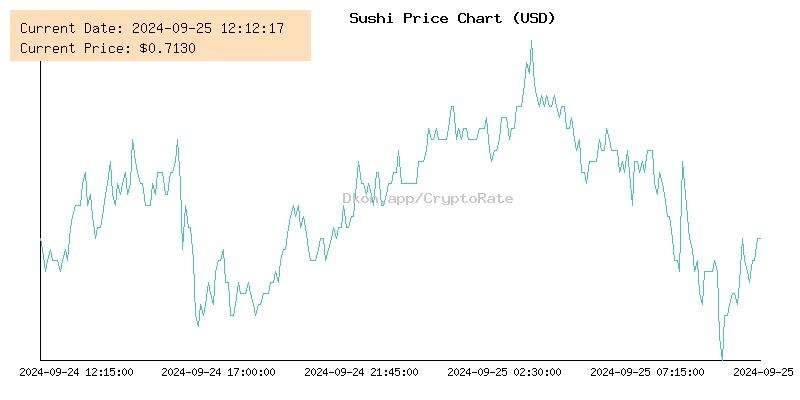 Sushi Price Chart (USD)
Current Date: 2024-09-25 12:12:17
Current Price: $0.7130
Dkon.app/CryptoRate
2024-09-24 12:15:00 2024-09-24 17:00:00 2024-09-24 21:45:00 2024-09-25 02:30:00 2024-09-25 07:15:00 2024-09-25